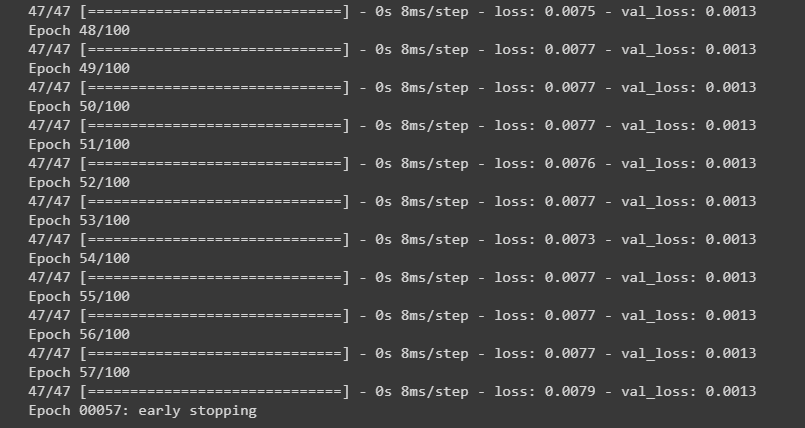 47/47 [==============================] - 0s 8ms/step - loss: 0.0075 - val_loss: 0.0013
Epoch 48/100
47/47 [==============================] - 0s 8ms/step - loss: 0.0077 - val_loss: 0.0013
Epoch 49/100
47/47 [==============================] - 0s 8ms/step - loss: 0.0077 - val_loss: 0.0013
Epoch 50/100
47/47 [==============================] - 0s 8ms/step - loss: 0.0077 - val_loss: 0.0013
Epoch 51/100
47/47 [==============================] - 0s 8ms/step - loss: 0.0076 - val_loss: 0.0013
Epoch 52/100
47/47 [==============================] - 0s 8ms/step - loss: 0.0077 - val_loss: 0.0013
Epoch 53/100
47/47 [==============================] - 0s 8ms/step - loss: 0.0073 - val_loss: 0.0013
Epoch 54/100
47/47 [==============================] - 0s 8ms/step - loss: 0.0077 - val_loss: 0.0013
Epoch 55/100
47/47 [==============================] - 0s 8ms/step - loss: 0.0077 - val_loss: 0.0013
Epoch 56/100
47/47 [==============================] - 0s 8ms/step - loss: 0.0077 - val_loss: 0.0013
Epoch 57/100
47/47 [==============================] - 0s 8ms/step - loss: 0.0079 - val_loss: 0.0013
Epoch 00057: early stopping